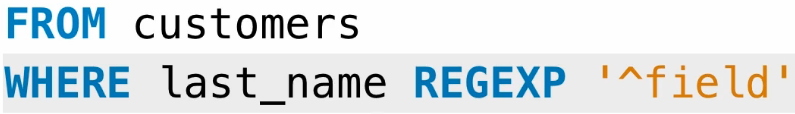 FROM customers
WHERE last_name REGEXP '^field'